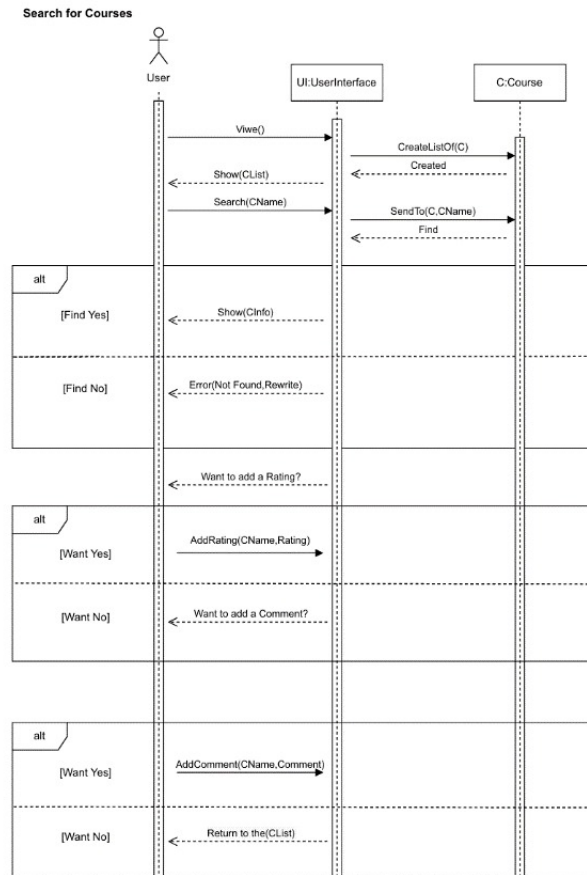 Search for Courses
User
UI:UserInterface
C:Course
Viwe()
CreateListOf(C)
Created
Show(CList)
Search(CName)
SendTo(C,CName)
Find
alt
[Find Yes]
Show(CInfo)
[Find No]
Error(Not Found,Rewrite)
Want to add a Rating?
alt
[Want Yes]
AddRating(CName,Rating)
[Want No]
Want to add a Comment?
alt
[Want Yes]
AddComment(CName,Comment)
[Want No]
Return to the(CList)